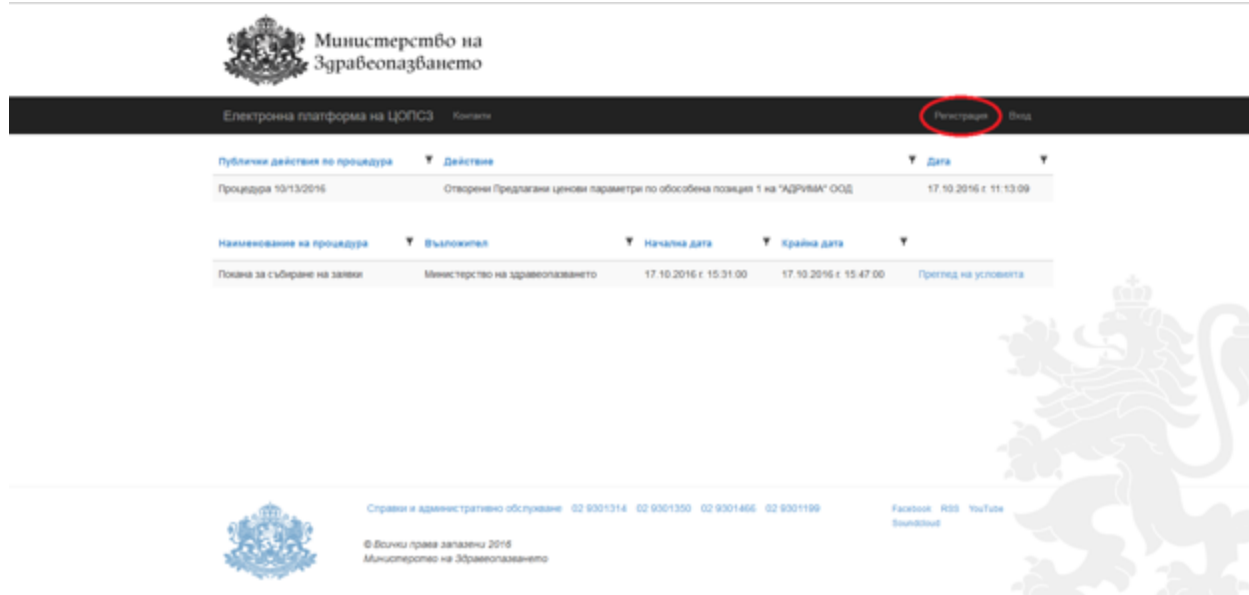 Министерство на
Здравеопазването
Електронна платформа на ЦОПСЗ Контакти Регистрация Вход
Публични действия по процедура Действие Дата
Процедура 10/13/2016 Отворени Предлагани ценови параметри по обособена позиция 1 на "АДРИМА" ООД 17.10.2016 г. 11:13:09
Наименование на процедура Възложител Начална дата Крайна дата
Покана за събиране на заявки Министерство на здравеопазването 17.10.2016 г. 15:31:00 17.10.2016 г. 15:47:00 Преглед на условията
Справки и административно обслужване 02 9301314 02 9301350 02 9301466 02 9301199 Facebook RSS YouTube
Soundcloud
© Всички права запазени 2016
Министерство на Здравеопазването